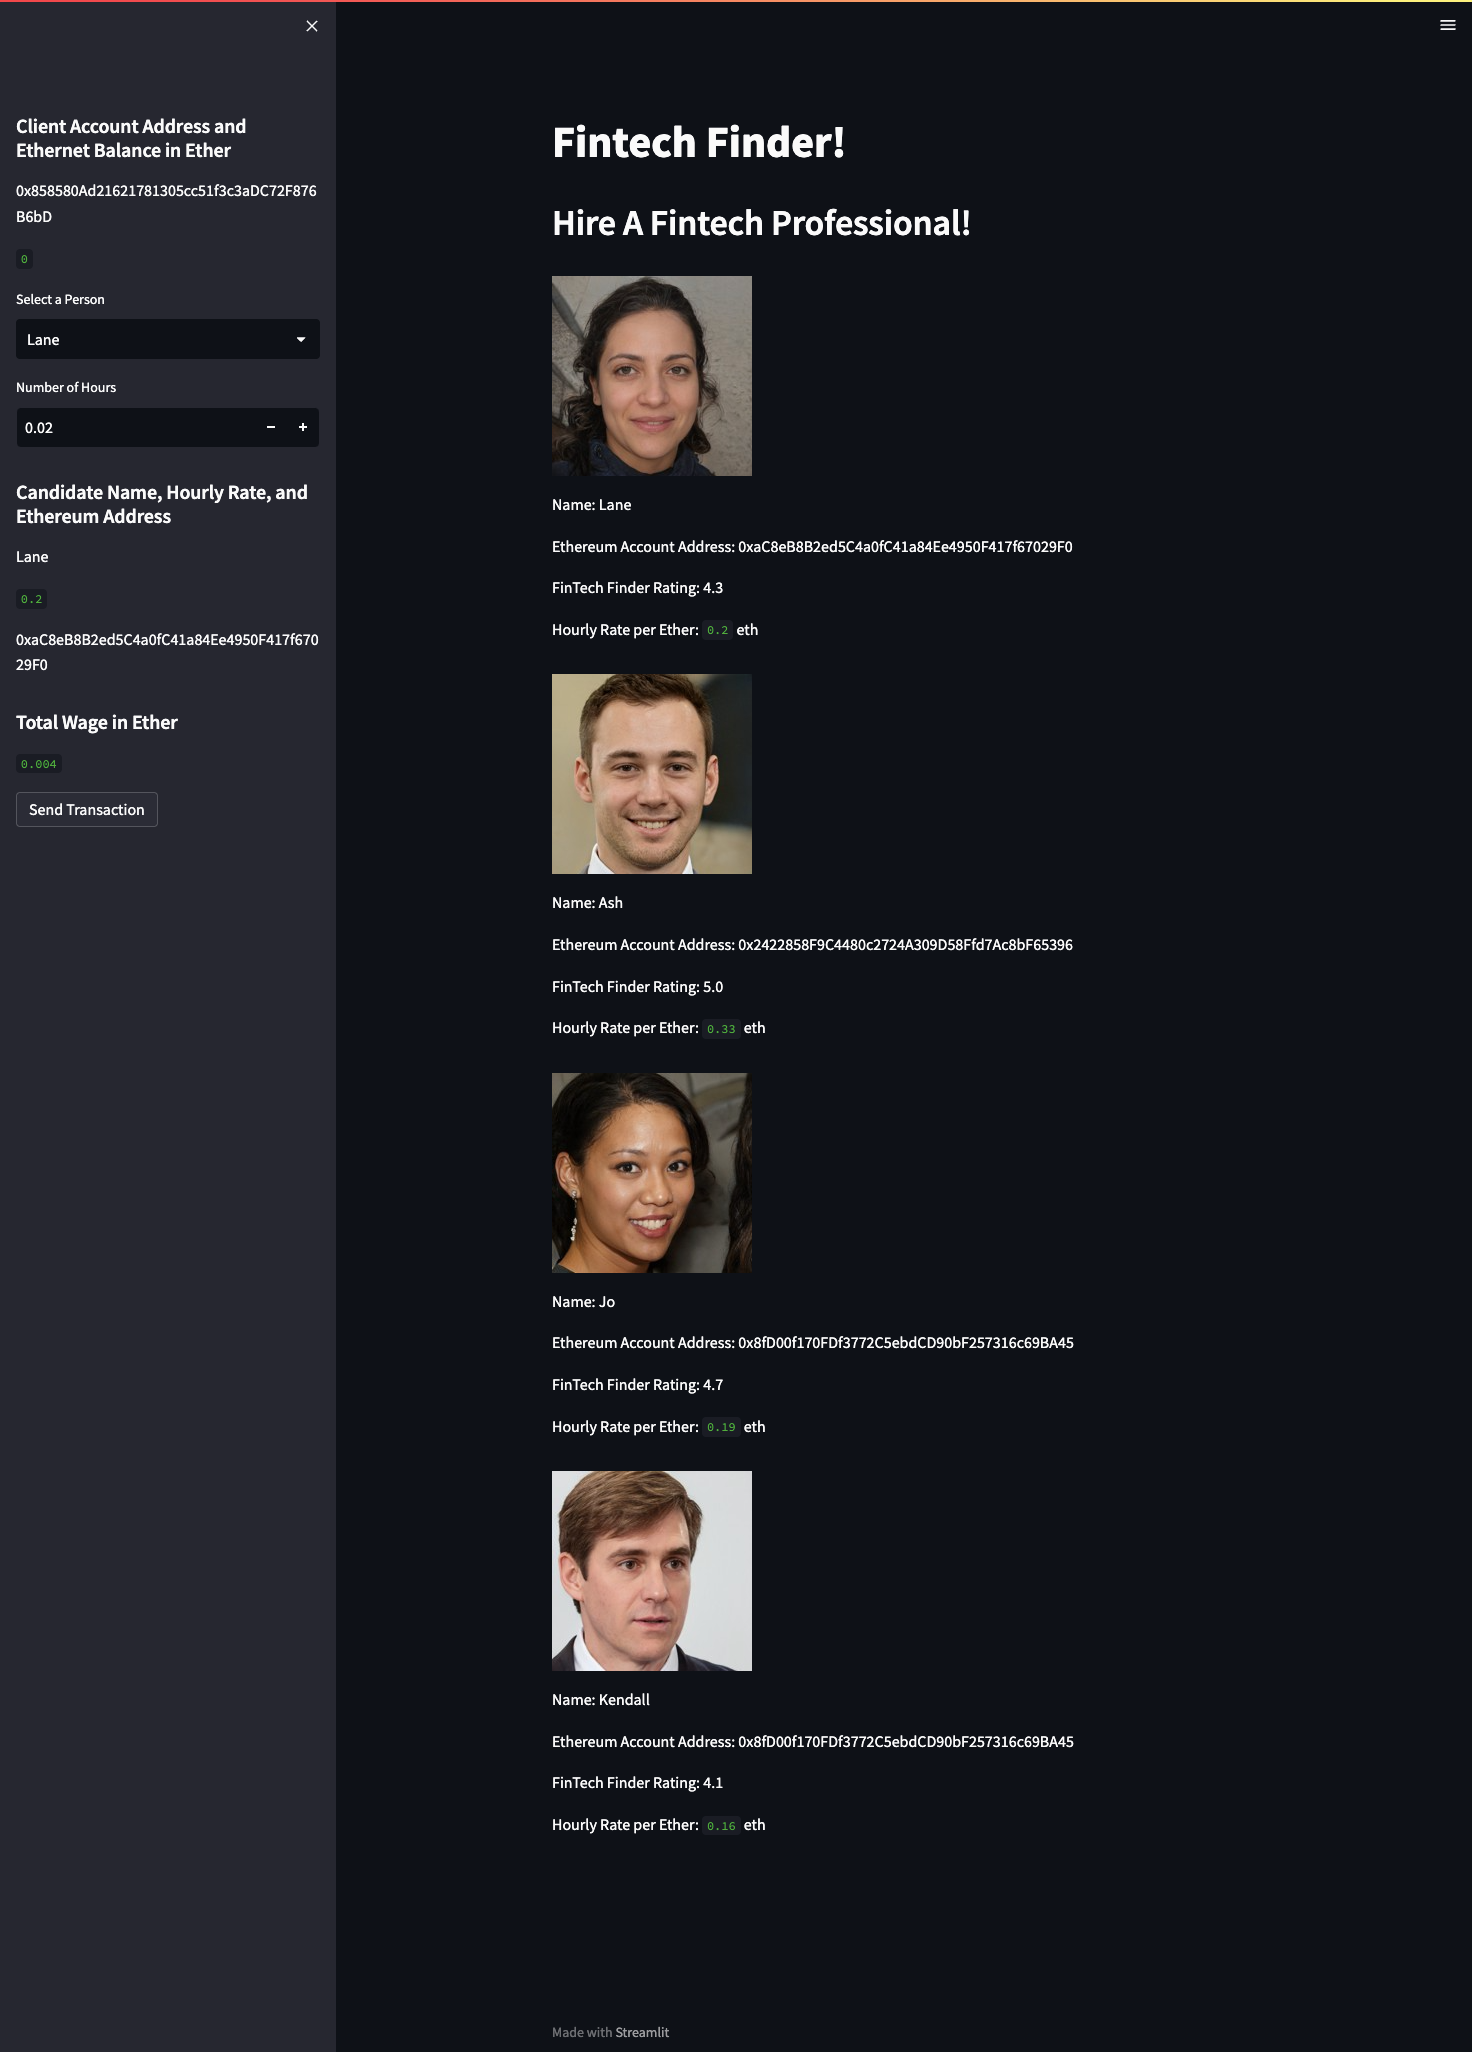 Client Account Address and
Ethernet Balance in Ether
0x858580Ad21621781305cc51f3c3aDC72F876
B6bD
0
Select a Person
Lane
Number of Hours
0.02
Candidate Name, Hourly Rate, and
Ethereum Address
Lane
0.2
0xaC8eB8B2ed5C4a0fC41a84Ee4950F417f670
29F0
Total Wage in Ether
0.004
Send Transaction
Fintech Finder!
Hire A Fintech Professional!
Name: Lane
Ethereum Account Address: 0xaC8eB8B2ed5C4a0fC41a84Ee4950F417f67029F0
FinTech Finder Rating: 4.3
Hourly Rate per Ether: 0.2 eth
Name: Ash
Ethereum Account Address: 0x2422858F9C4480c2724A309D58Ffd7Ac8bF65396
FinTech Finder Rating: 5.0
Hourly Rate per Ether: 0.33 eth
Name: Jo
Ethereum Account Address: 0x8fD00f170FDf3772C5ebdCD90bF257316c69BA45
FinTech Finder Rating: 4.7
Hourly Rate per Ether: 0.19 eth
Name: Kendall
Ethereum Account Address: 0x8fD00f170FDf3772C5ebdCD90bF257316c69BA45
FinTech Finder Rating: 4.1
Hourly Rate per Ether: 0.16 eth
Made with Streamlit